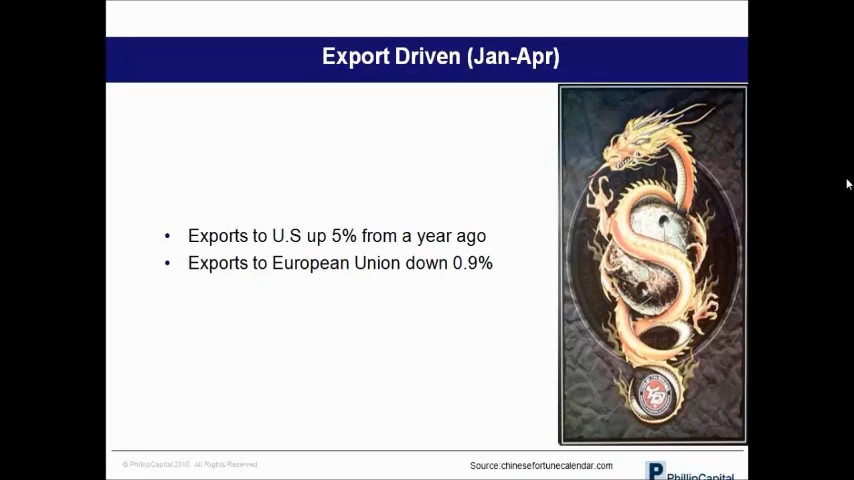 Export Driven (Jan-Apr)
• Exports to U.S up 5% from a year ago
• Exports to European Union down 0.9%
© PhillipCapital 2010. All Rights Reserved
Source:chinesefortunecalendar.com
PhillipCapital